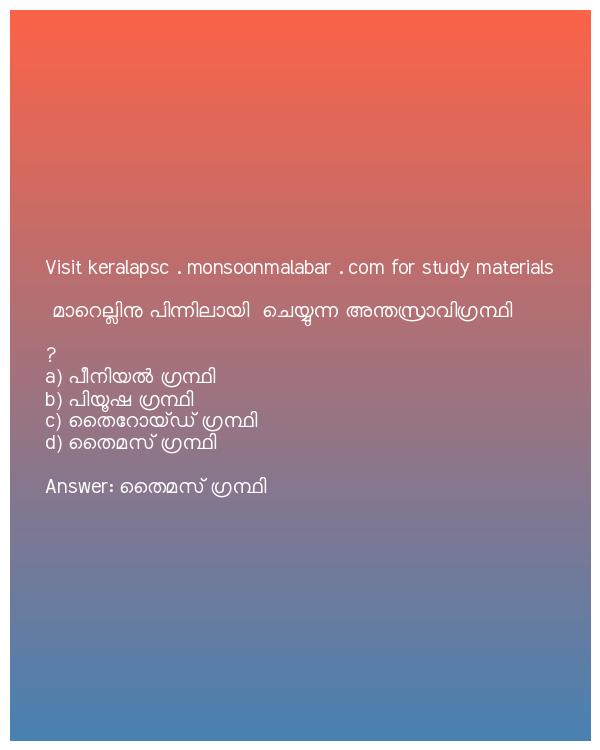 Visit keralapsc . monsoonmalabar . com for study materials
മാറെല്ലിനു പിന്നിലായി ചെയ്യുന്ന അന്തസ്രാവിഗ്രന്ഥി
?
a) പീനിയൽ ഗ്രന്ഥി
b) പിയൂഷ ഗ്രന്ഥി
c) തൈറോയ്ഡ് ഗ്രന്ഥി
d) തൈമസ് ഗ്രന്ഥി
Answer: തൈമസ് ഗ്രന്ഥി